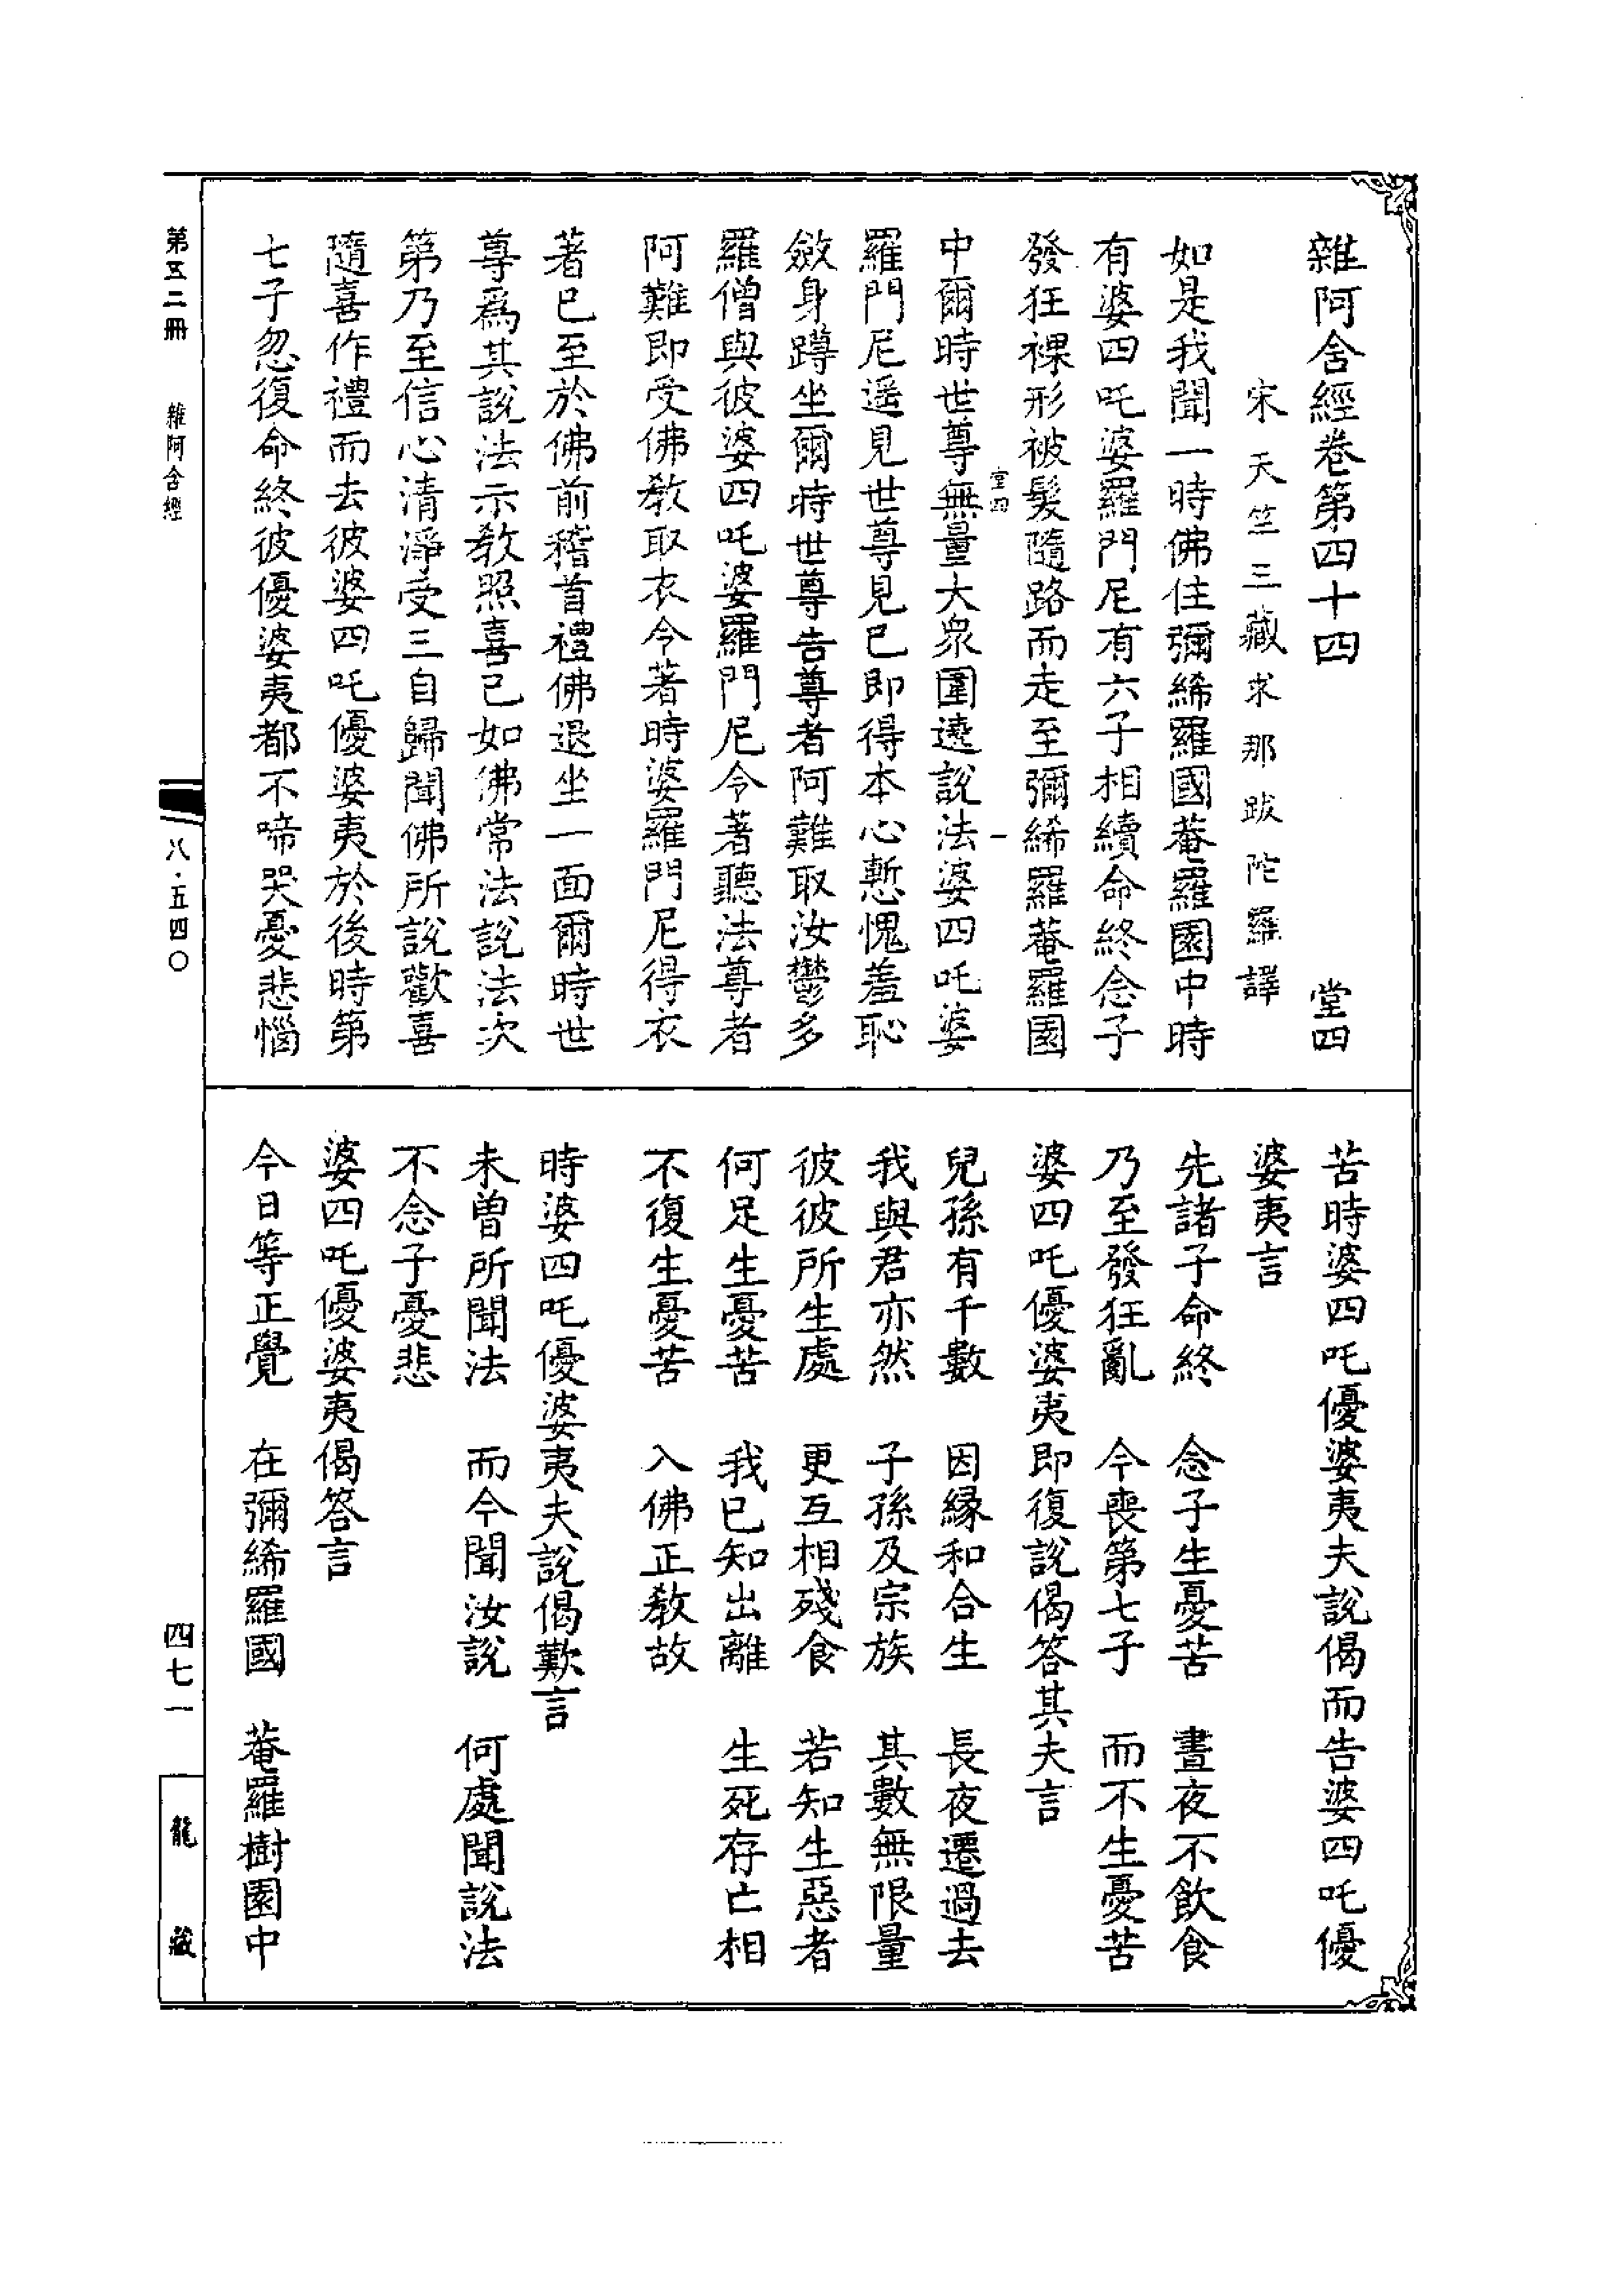 雜阿舍經卷第四十四　堂四
宋天竺三藏求那跋陀羅譯
如是我聞一時佛住彌絺羅國菴羅園中時
有婆四吒婆羅門尼有六子相續命終念子
發狂裸形被髮隨路而走至彌絺羅菴羅園
堂四　一
中爾時世尊無量大衆圍遶說法婆四吒婆
羅門尼遥見世尊見已即得本心慙愧羞恥
斂身蹲坐爾時世尊告尊者阿難取汝鬱多
羅僧與彼婆四吒婆羅門尼令著聽法尊者
阿難即受佛敎取衣令著時婆羅門尼得衣
著已至於佛前稽首禮佛退坐一面爾時世
尊爲其說法示敎照喜已如佛常法說法次
第乃至信心清淨受三自歸聞佛所說歡喜
隨喜作禮而去彼婆四吒優婆夷於後時第
七子忽復命終彼優婆夷都不啼哭憂悲惱
苦時婆四吒優婆夷夫說偈而告婆四吒優
婆夷言
先諸子命終　念子生憂苦　晝夜不飲食
乃至發狂亂　今喪第七子　而不生憂苦
婆四吒優婆夷即復說偈答其夫言
兒孫有千數　因緣和合生　長夜遷過去
我與君亦然　子孫及宗族　其數無限量
彼彼所生處　更互相殘食　若知生惡者
何足生憂苦　我已知出離　生死存亡相
不復生憂苦　入佛正敎故
時婆四吒優婆夷夫說偈歎言
未曾所聞法　而今聞汝說　何處聞說法
不念子憂悲
婆四吒優婆夷偈答言
今日等正覺　在彌絺羅國　菴羅樹園中
第五二冊　雜阿含經　八·五四〇　四七一　龍藏